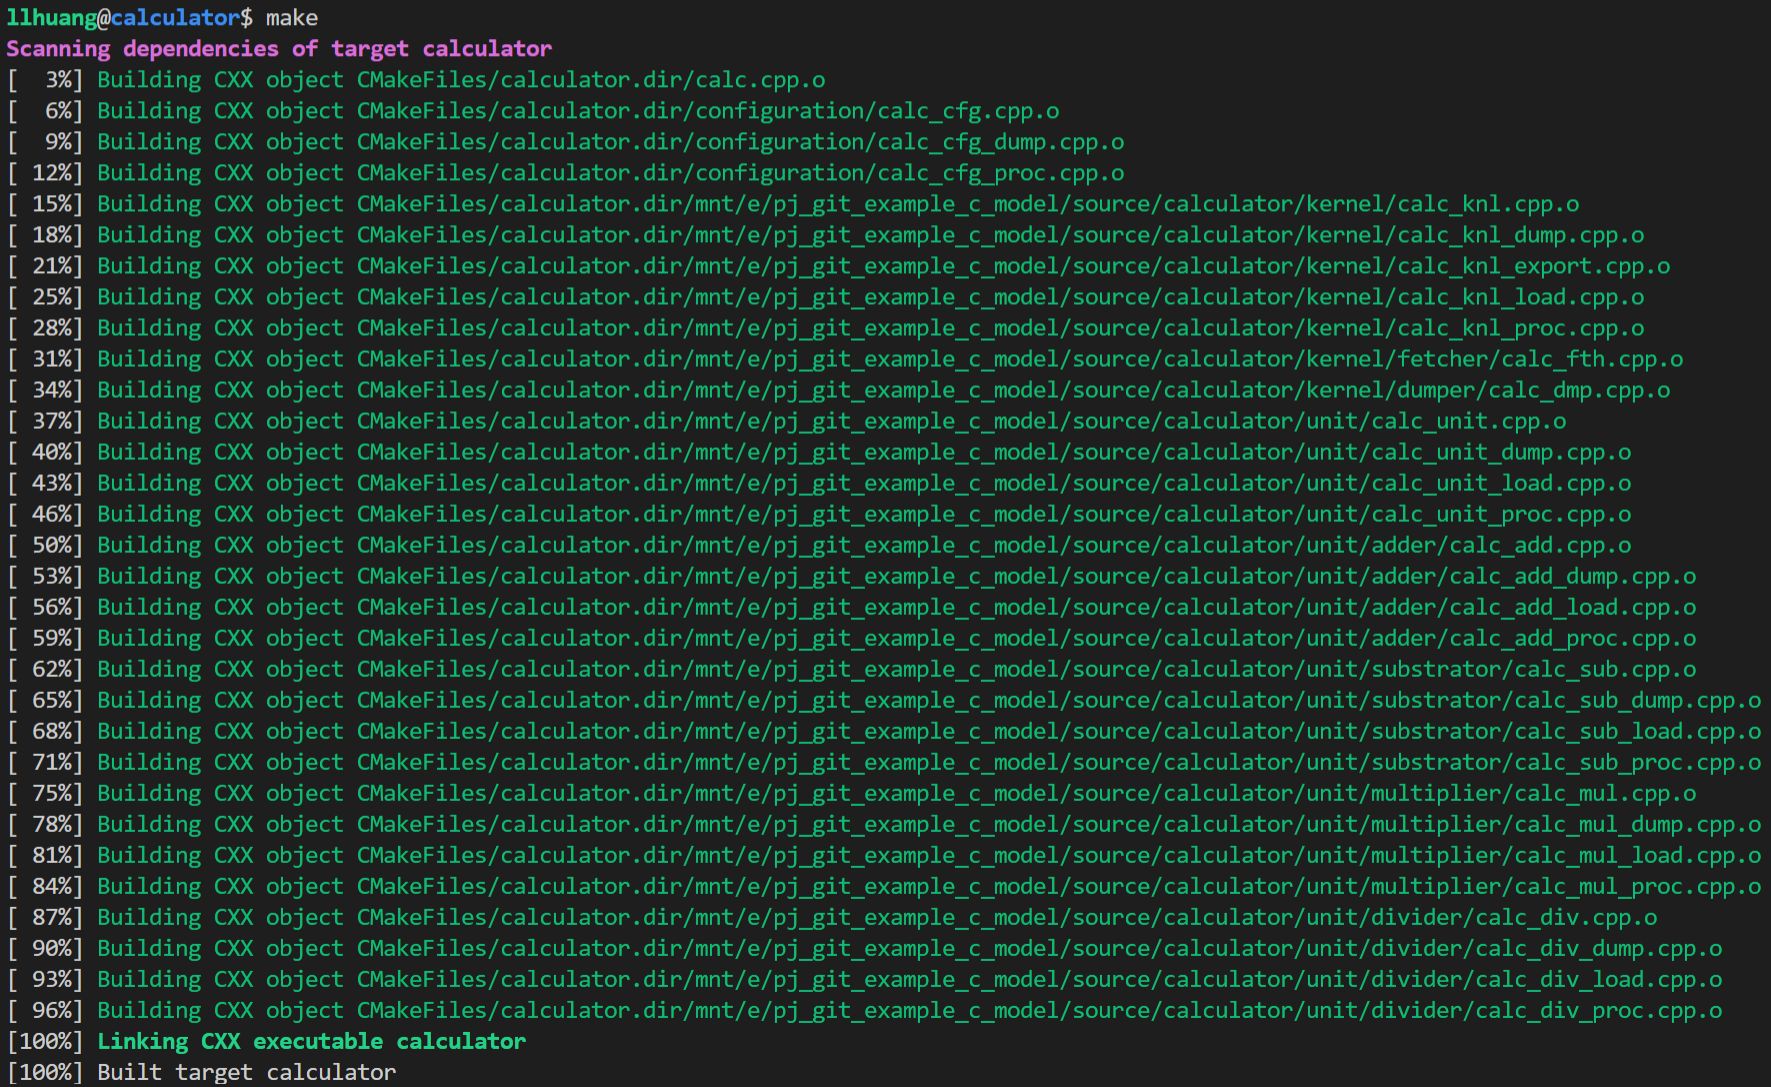 llhuang@calculator$ make
Scanning dependencies of target calculator
[  3%] Building CXX object CMakeFiles/calculator.dir/calc.cpp.o
[  6%] Building CXX object CMakeFiles/calculator.dir/configuration/calc_cfg.cpp.o
[  9%] Building CXX object CMakeFiles/calculator.dir/configuration/calc_cfg_dump.cpp.o
[ 12%] Building CXX object CMakeFiles/calculator.dir/configuration/calc_cfg_proc.cpp.o
[ 15%] Building CXX object CMakeFiles/calculator.dir/mnt/e/pj_git_example_c_model/source/calculator/kernel/calc_knl.cpp.o
[ 18%] Building CXX object CMakeFiles/calculator.dir/mnt/e/pj_git_example_c_model/source/calculator/kernel/calc_knl_dump.cpp.o
[ 21%] Building CXX object CMakeFiles/calculator.dir/mnt/e/pj_git_example_c_model/source/calculator/kernel/calc_knl_export.cpp.o
[ 25%] Building CXX object CMakeFiles/calculator.dir/mnt/e/pj_git_example_c_model/source/calculator/kernel/calc_knl_load.cpp.o
[ 28%] Building CXX object CMakeFiles/calculator.dir/mnt/e/pj_git_example_c_model/source/calculator/kernel/calc_knl_proc.cpp.o
[ 31%] Building CXX object CMakeFiles/calculator.dir/mnt/e/pj_git_example_c_model/source/calculator/kernel/fetcher/calc_fth.cpp.o
[ 34%] Building CXX object CMakeFiles/calculator.dir/mnt/e/pj_git_example_c_model/source/calculator/kernel/dumper/calc_dmp.cpp.o
[ 37%] Building CXX object CMakeFiles/calculator.dir/mnt/e/pj_git_example_c_model/source/calculator/unit/calc_unit.cpp.o
[ 40%] Building CXX object CMakeFiles/calculator.dir/mnt/e/pj_git_example_c_model/source/calculator/unit/calc_unit_dump.cpp.o
[ 43%] Building CXX object CMakeFiles/calculator.dir/mnt/e/pj_git_example_c_model/source/calculator/unit/calc_unit_load.cpp.o
[ 46%] Building CXX object CMakeFiles/calculator.dir/mnt/e/pj_git_example_c_model/source/calculator/unit/calc_unit_proc.cpp.o
[ 50%] Building CXX object CMakeFiles/calculator.dir/mnt/e/pj_git_example_c_model/source/calculator/unit/adder/calc_add.cpp.o
[ 53%] Building CXX object CMakeFiles/calculator.dir/mnt/e/pj_git_example_c_model/source/calculator/unit/adder/calc_add_dump.cpp.o
[ 56%] Building CXX object CMakeFiles/calculator.dir/mnt/e/pj_git_example_c_model/source/calculator/unit/adder/calc_add_load.cpp.o
[ 59%] Building CXX object CMakeFiles/calculator.dir/mnt/e/pj_git_example_c_model/source/calculator/unit/adder/calc_add_proc.cpp.o
[ 62%] Building CXX object CMakeFiles/calculator.dir/mnt/e/pj_git_example_c_model/source/calculator/unit/substrator/calc_sub.cpp.o
[ 65%] Building CXX object CMakeFiles/calculator.dir/mnt/e/pj_git_example_c_model/source/calculator/unit/substrator/calc_sub_dump.cpp.o
[ 68%] Building CXX object CMakeFiles/calculator.dir/mnt/e/pj_git_example_c_model/source/calculator/unit/substrator/calc_sub_load.cpp.o
[ 71%] Building CXX object CMakeFiles/calculator.dir/mnt/e/pj_git_example_c_model/source/calculator/unit/substrator/calc_sub_proc.cpp.o
[ 75%] Building CXX object CMakeFiles/calculator.dir/mnt/e/pj_git_example_c_model/source/calculator/unit/multiplier/calc_mul.cpp.o
[ 78%] Building CXX object CMakeFiles/calculator.dir/mnt/e/pj_git_example_c_model/source/calculator/unit/multiplier/calc_mul_dump.cpp.o
[ 81%] Building CXX object CMakeFiles/calculator.dir/mnt/e/pj_git_example_c_model/source/calculator/unit/multiplier/calc_mul_load.cpp.o
[ 84%] Building CXX object CMakeFiles/calculator.dir/mnt/e/pj_git_example_c_model/source/calculator/unit/multiplier/calc_mul_proc.cpp.o
[ 87%] Building CXX object CMakeFiles/calculator.dir/mnt/e/pj_git_example_c_model/source/calculator/unit/divider/calc_div.cpp.o
[ 90%] Building CXX object CMakeFiles/calculator.dir/mnt/e/pj_git_example_c_model/source/calculator/unit/divider/calc_div_dump.cpp.o
[ 93%] Building CXX object CMakeFiles/calculator.dir/mnt/e/pj_git_example_c_model/source/calculator/unit/divider/calc_div_load.cpp.o
[ 96%] Building CXX object CMakeFiles/calculator.dir/mnt/e/pj_git_example_c_model/source/calculator/unit/divider/calc_div_proc.cpp.o
[100%] Linking CXX executable calculator
[100%] Built target calculator